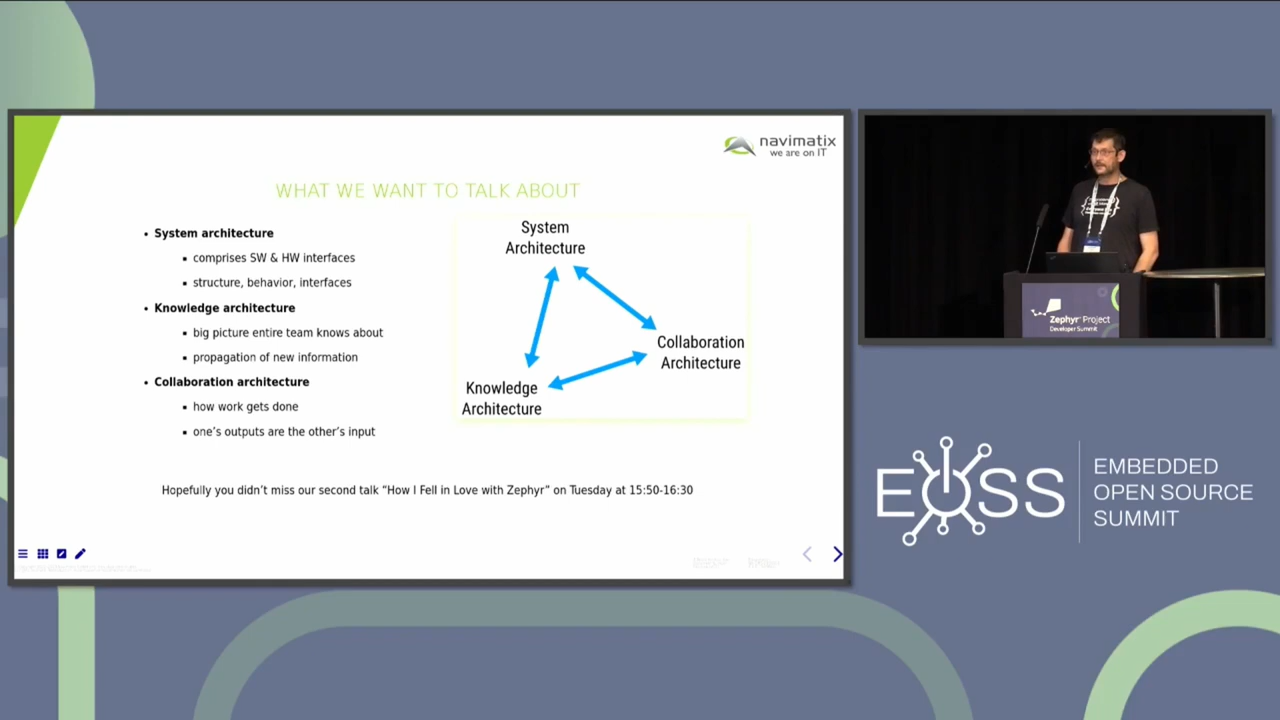 navimatix
we are on IT
WHAT WE WANT TO TALK ABOUT
• System architecture
▪ comprises SW & HW interfaces
▪ structure, behavior, interfaces
• Knowledge architecture
▪ big picture entire team knows about
▪ propagation of new information
• Collaboration architecture
▪ how work gets done
▪ one’s outputs are the other’s input
System
Architecture
Collaboration
Architecture
Knowledge
Architecture
Hopefully you didn’t miss our second talk “How I Fell in Love with Zephyr” on Tuesday at 15:50-16:30
Zephyr Project
Developer Summit
EOSS
EMBEDDED
OPEN SOURCE
SUMMIT